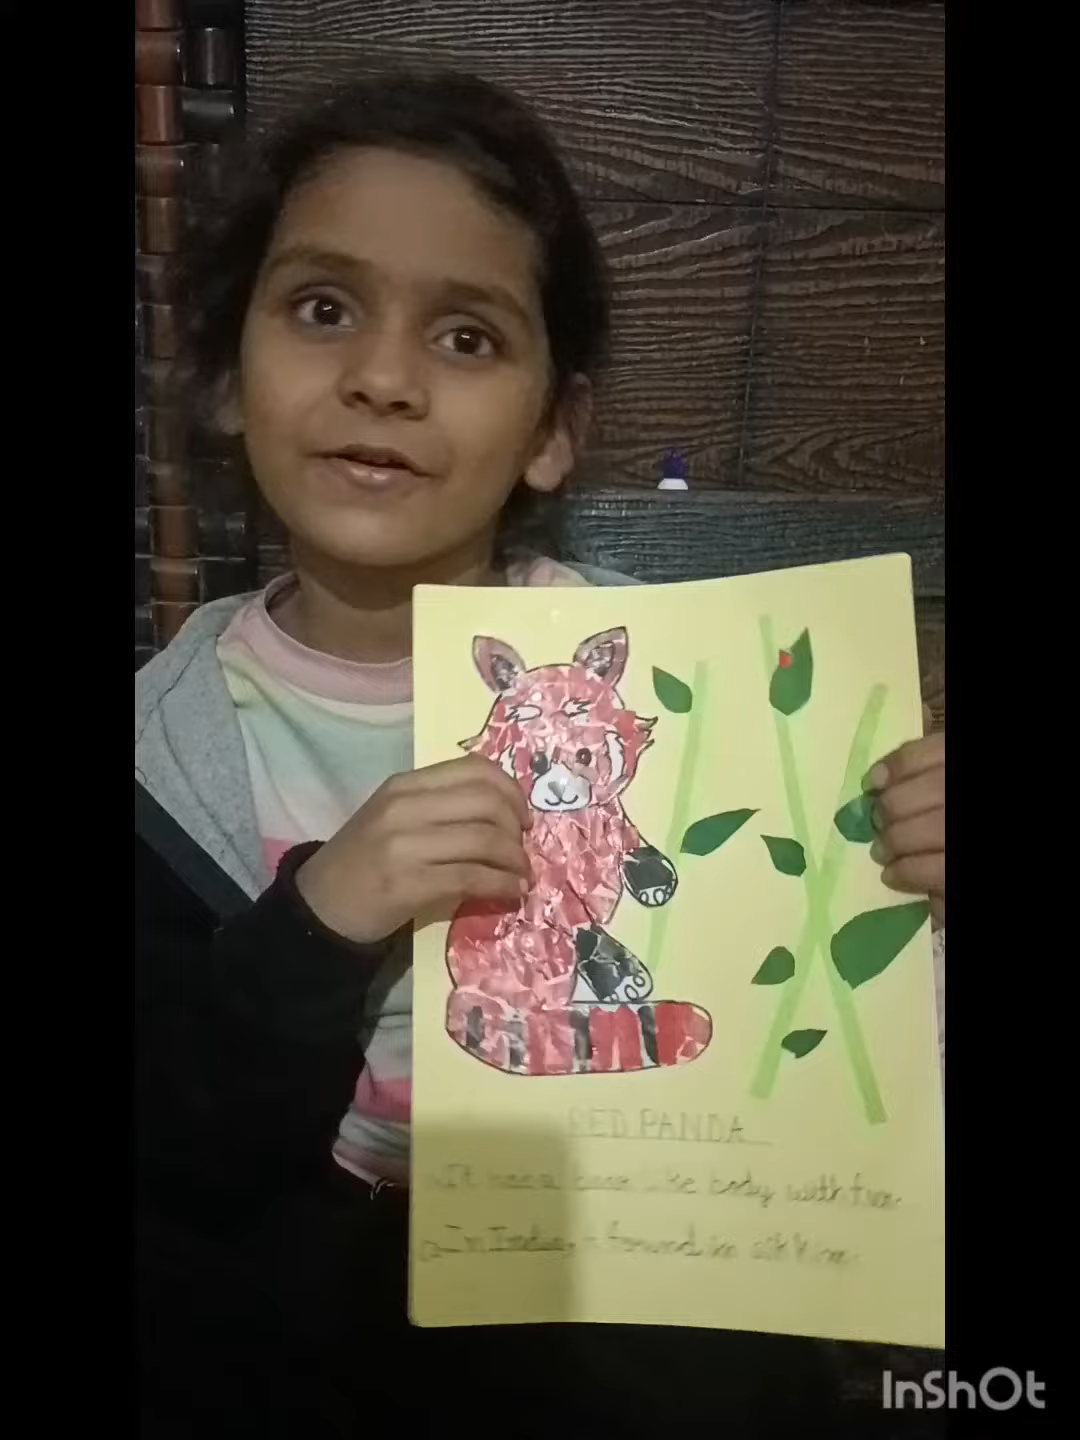 RED PANDA
It has a bear like body with fur.
In India, found in sikkim.
InShOt